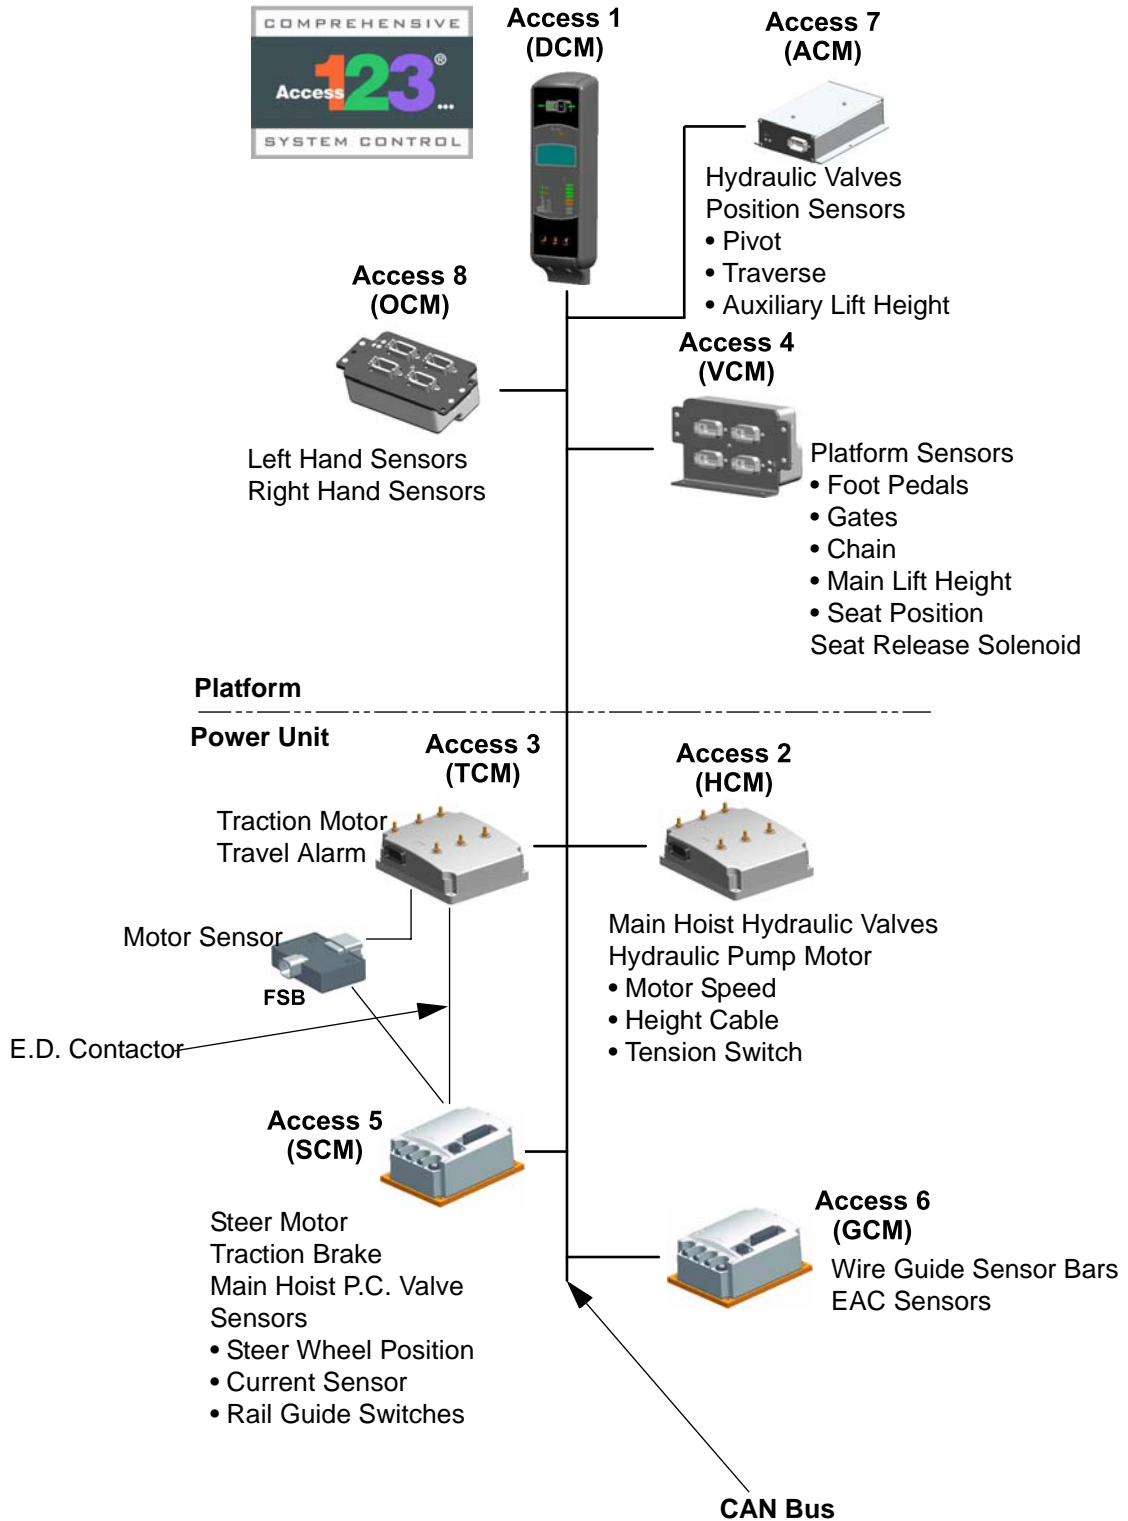 COMPREHENSIVE
Access 123®...
SYSTEM CONTROL
Access 1
(DCM)
Access 7
(ACM)
Hydraulic Valves
Position Sensors
• Pivot
• Traverse
• Auxiliary Lift Height
Access 8
(OCM)
Left Hand Sensors
Right Hand Sensors
Access 4
(VCM)
Platform Sensors
• Foot Pedals
• Gates
• Chain
• Main Lift Height
• Seat Position
Seat Release Solenoid
Platform
Power Unit
Access 3
(TCM)
Traction Motor
Travel Alarm
Access 2
(HCM)
Main Hoist Hydraulic Valves
Hydraulic Pump Motor
• Motor Speed
• Height Cable
• Tension Switch
Motor Sensor
FSB
E.D. Contactor
Access 5
(SCM)
Steer Motor
Traction Brake
Main Hoist P.C. Valve
Sensors
• Steer Wheel Position
• Current Sensor
• Rail Guide Switches
Access 6
(GCM)
Wire Guide Sensor Bars
EAC Sensors
CAN Bus